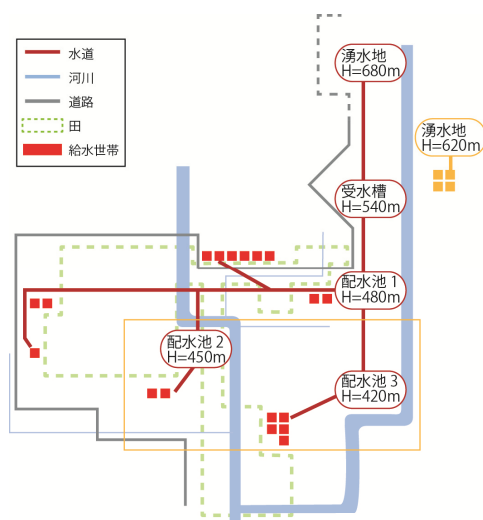 水道
河川
道路
田
給水世帯
湧水地
H=680m
湧水地
H=620m
受水槽
H=540m
配水池 1
H=480m
配水池 2
H=450m
配水池 3
H=420m